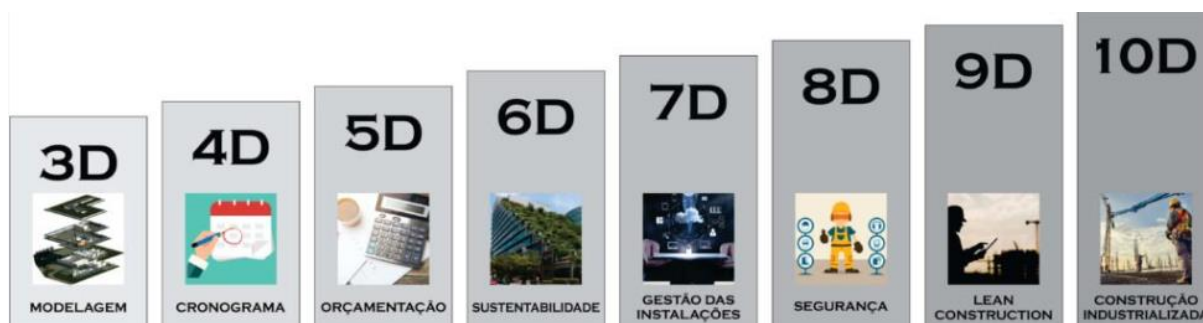 3D
MODELAGEM
4D
CRONOGRAMA
5D
ORÇAMENTAÇÃO
6D
SUSTENTABILIDADE
7D
GESTÃO DAS
INSTALAÇÕES
8D
SEGURANÇA
9D
LEAN
CONSTRUCTION
10D
CONSTRUÇÃO
INDUSTRIALIZADA